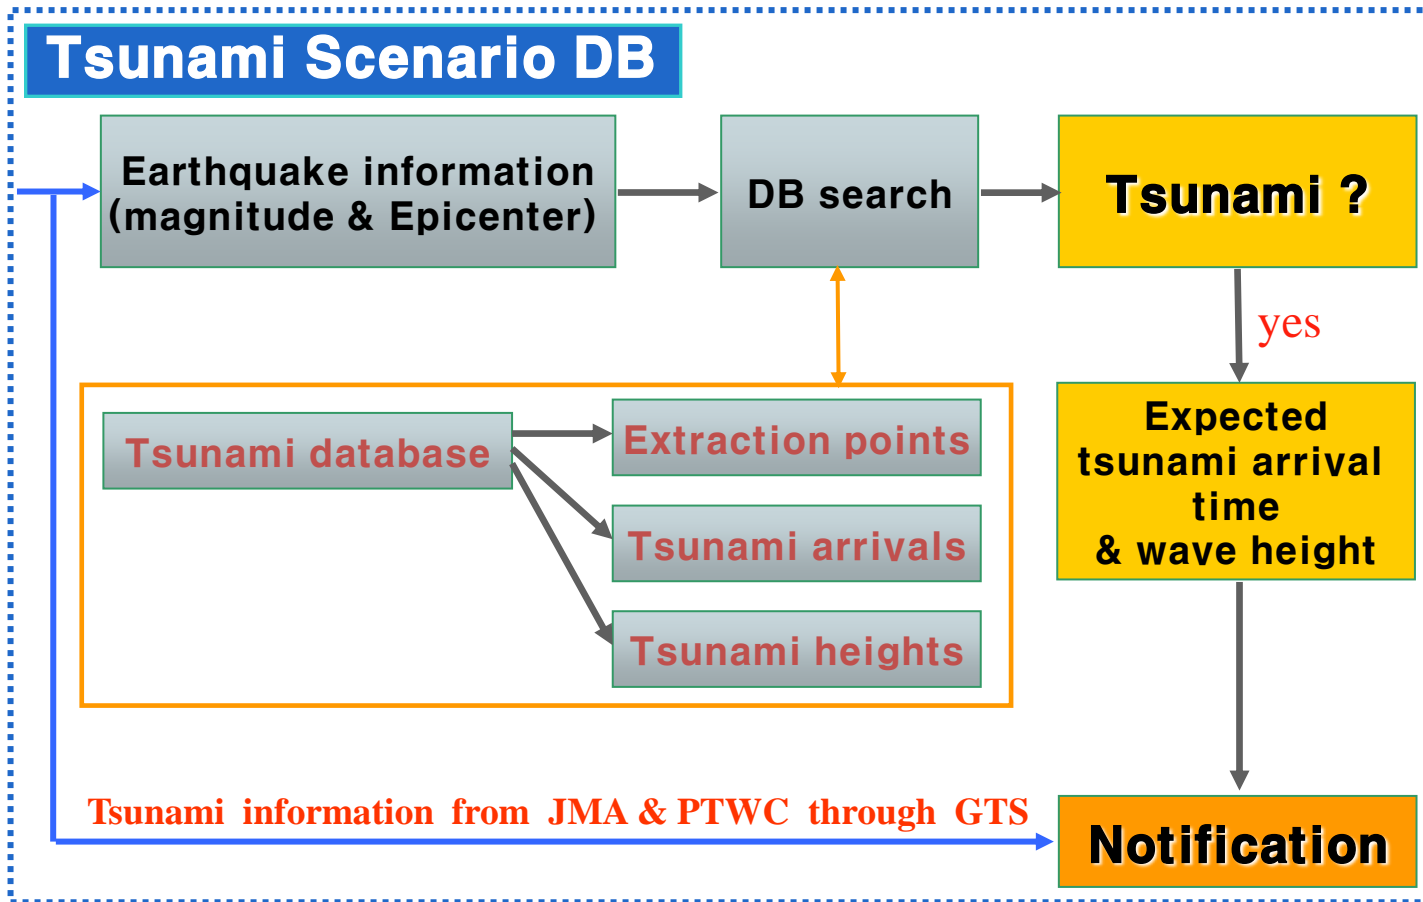 Tsunami Scenario DB
Earthquake information
(magnitude & Epicenter)
DB search
Tsunami ?
yes
Tsunami database
Extraction points
Tsunami arrivals
Tsunami heights
Expected
tsunami arrival
time
& wave height
Tsunami information from JMA & PTWC through GTS
Notification